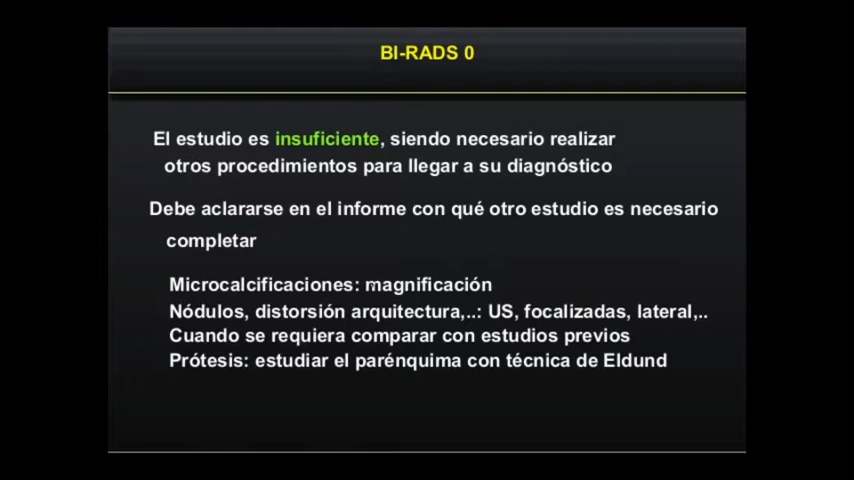 BI-RADS 0
El estudio es insuficiente, siendo necesario realizar
otros procedimientos para llegar a su diagnóstico
Debe aclararse en el informe con qué otro estudio es necesario
completar
Microcalcificaciones: magnificación
Nódulos, distorsión arquitectura,..: US, focalizadas, lateral,..
Cuando se requiera comparar con estudios previos
Prótesis: estudiar el parénquima con técnica de Eldund